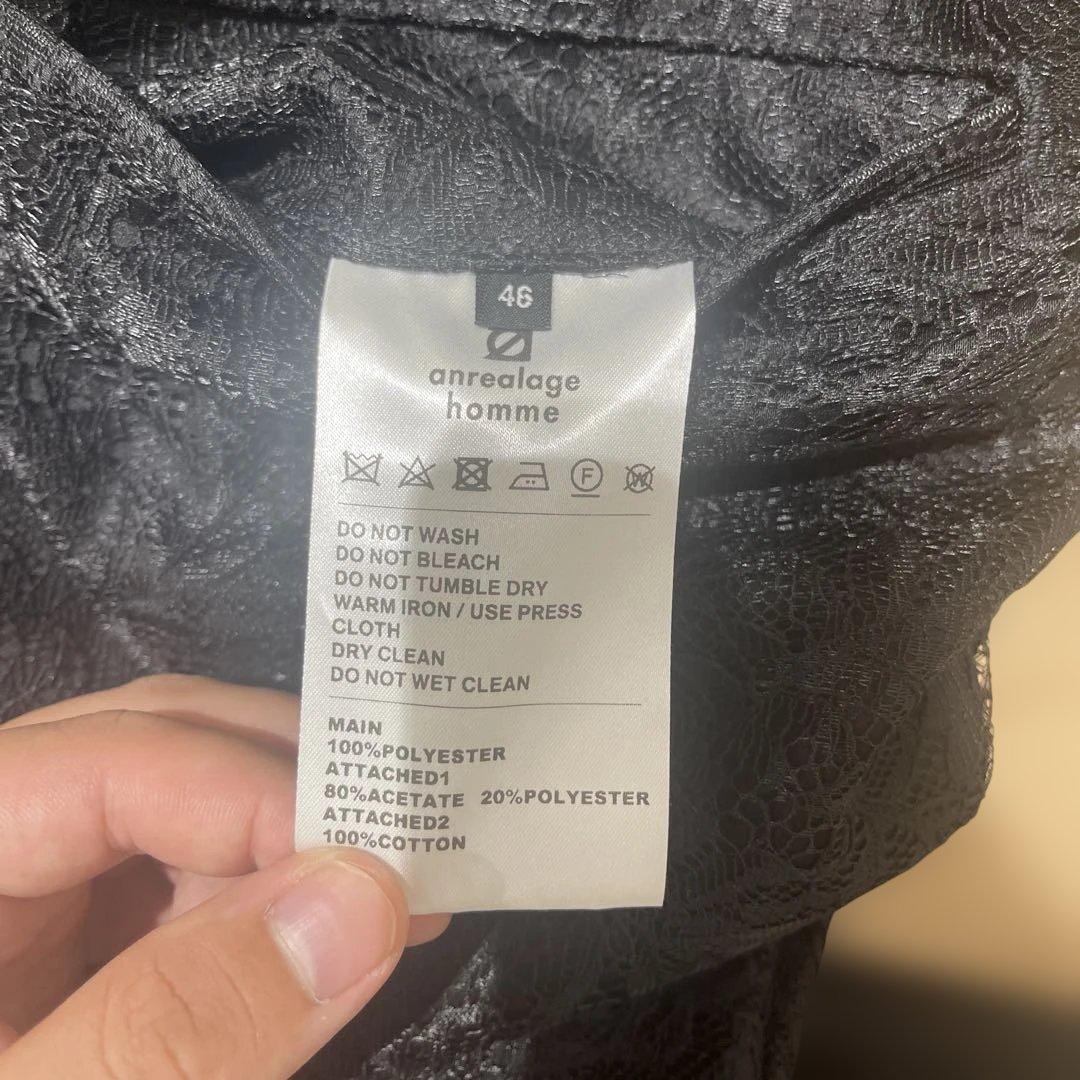 46
anrealage
homme
F
W
DO NOT WASH
DO NOT BLEACH
DO NOT TUMBLE DRY
WARM IRON / USE PRESS
CLOTH
DRY CLEAN
DO NOT WET CLEAN
MAIN
100%POLYESTER
ATTACHED1
80%ACETATE 20%POLYESTER
ATTACHED2
100%COTTON